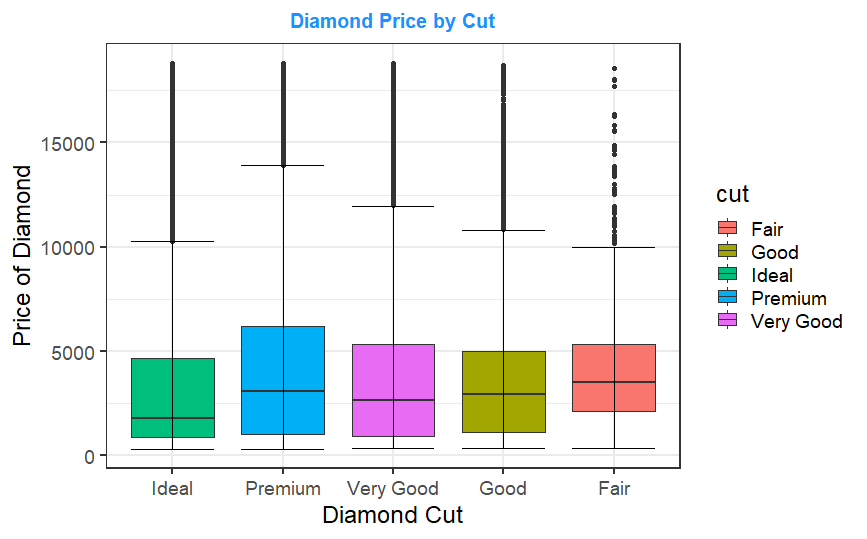 Diamond Price by Cut
Price of Diamond
15000
10000
5000
0
Ideal Premium Very Good Good Fair
Diamond Cut
cut
Fair
Good
Ideal
Premium
Very Good